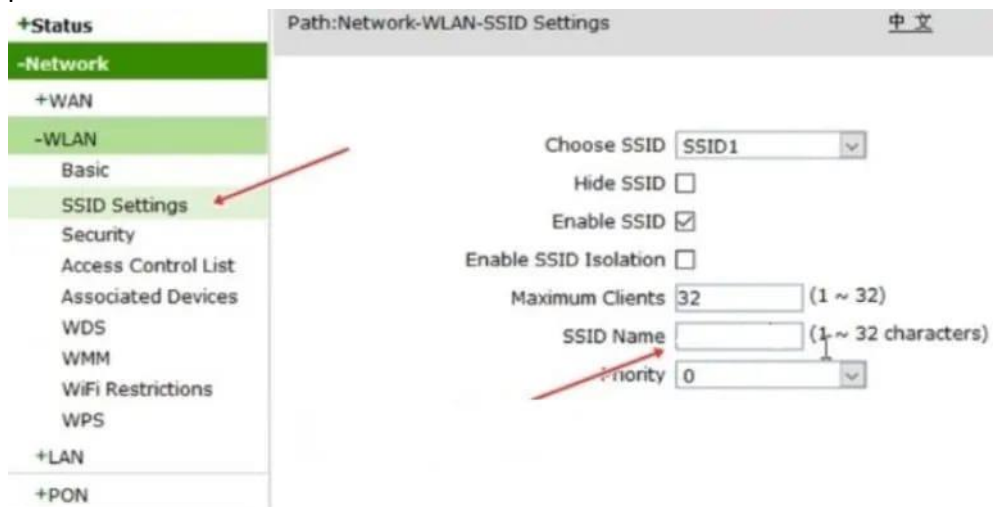 +Status
Path:Network-WLAN-SSID Settings
中文
-Network
+WAN
-WLAN
Basic
SSID Settings
Security
Access Control List
Associated Devices
WDS
WMM
WiFi Restrictions
WPS
+LAN
+PON
Choose SSID SSID1
Hide SSID
Enable SSID
Enable SSID Isolation
Maximum Clients 32 (1 ~ 32)
SSID Name (1 ~ 32 characters)
Priority 0